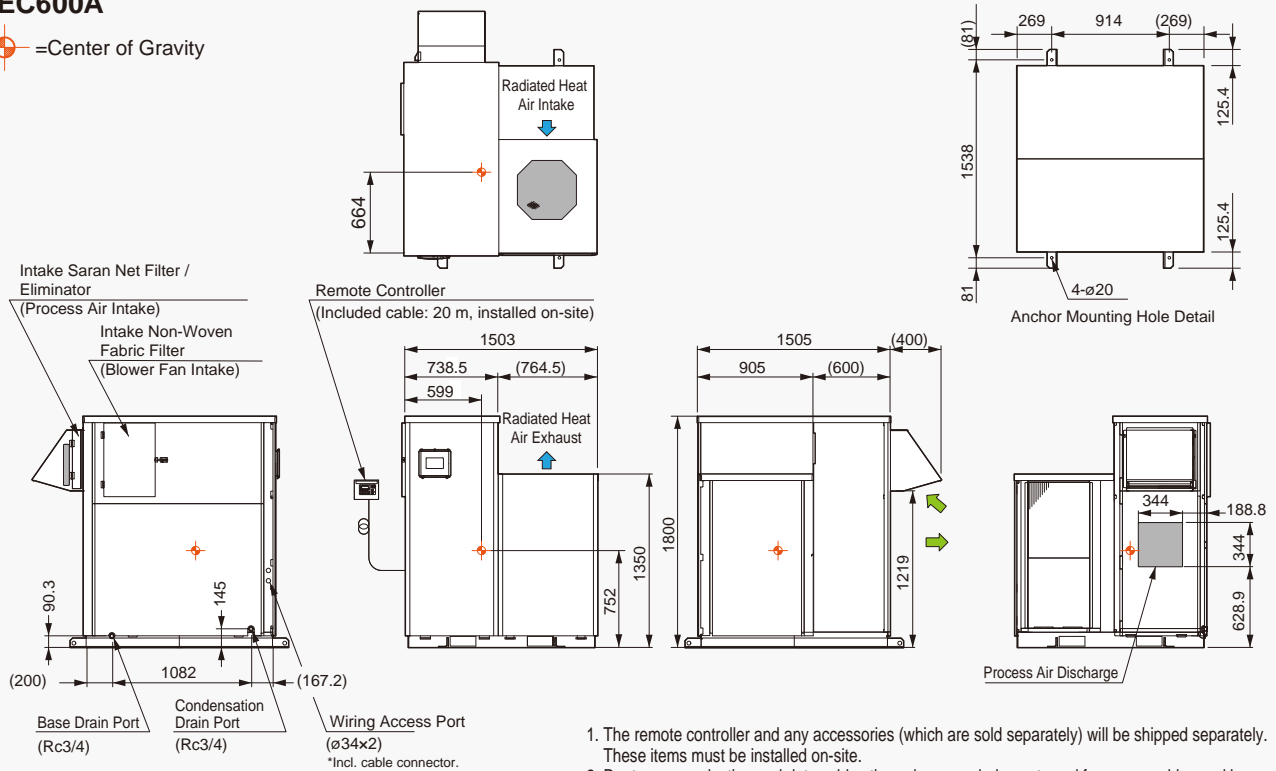 EC600A
=Center of Gravity
Radiated Heat
Air Intake
664
269
914
(269)
(81)
1538
81
125.4
125.4
4-ø20
Anchor Mounting Hole Detail
Intake Saran Net Filter /
Eliminator
(Process Air Intake)
Intake Non-Woven
Fabric Filter
(Blower Fan Intake)
90.3
145
(200)
1082
(167.2)
Base Drain Port
(Rc3/4)
Condensation
Drain Port
(Rc3/4)
Wiring Access Port
(ø34×2)
*Incl. cable connector.
Remote Controller
(Included cable: 20 m, installed on-site)
1503
738.5
(764.5)
599
Radiated Heat
Air Exhaust
752
1350
1505
(400)
905
(600)
1800
1219
344
188.8
344
628.9
Process Air Discharge
1. The remote controller and any accessories (which are sold separately) will be shipped separately.
These items must be installed on-site.